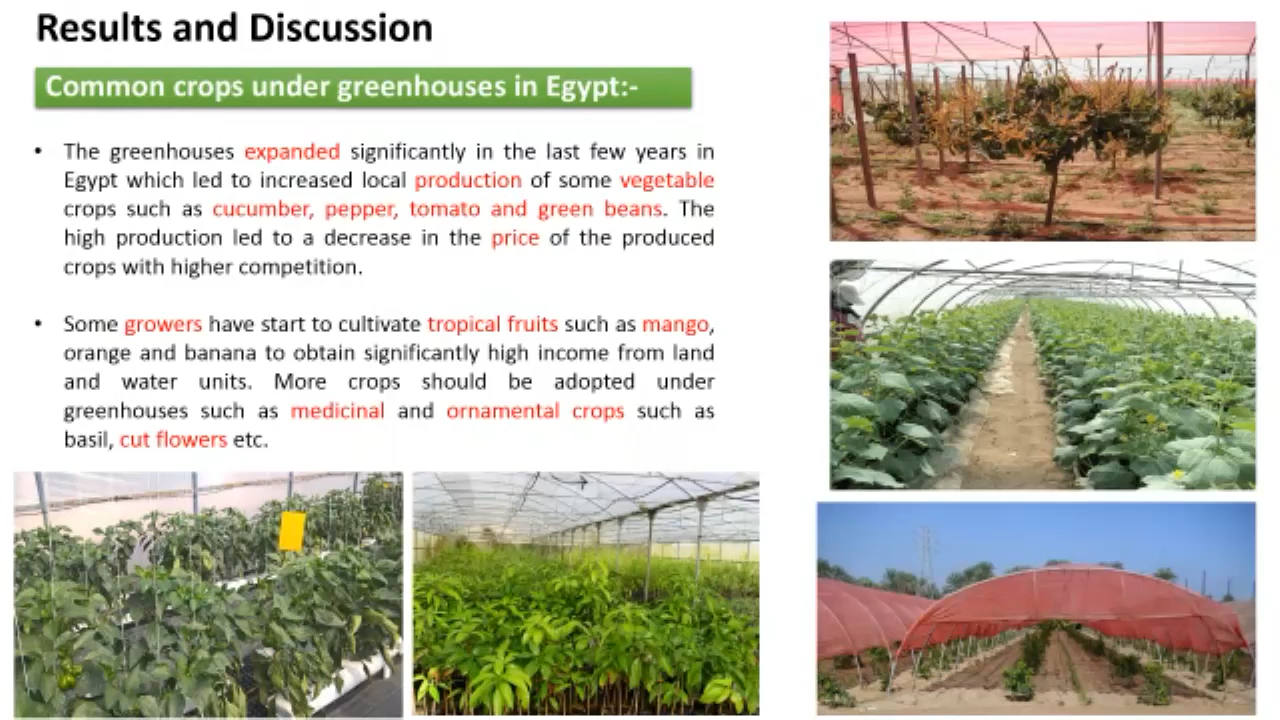 Results and Discussion
Common crops under greenhouses in Egypt:-
• The greenhouses expanded significantly in the last few years in
Egypt which led to increased local production of some vegetable
crops such as cucumber, pepper, tomato and green beans. The
high production led to a decrease in the price of the produced
crops with higher competition.
• Some growers have start to cultivate tropical fruits such as mango,
orange and banana to obtain significantly high income from land
and water units. More crops should be adopted under
greenhouses such as medicinal and ornamental crops such as
basil, cut flowers etc.